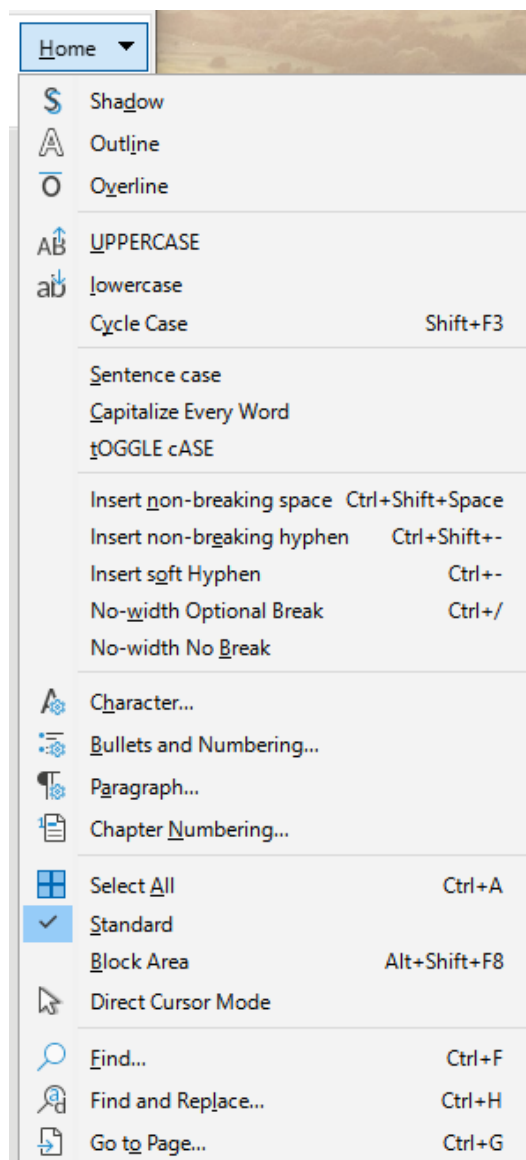 Home
Shadow
Outline
Overline
UPPERCASE
lowercase
Cycle Case Shift+F3
Sentence case
Capitalize Every Word
tOGGLE cASE
Insert non-breaking space Ctrl+Shift+Space
Insert non-breaking hyphen Ctrl+Shift+-
Insert soft Hyphen Ctrl+-
No-width Optional Break Ctrl+/
No-width No Break
Character...
Bullets and Numbering...
Paragraph...
Chapter Numbering...
Select All Ctrl+A
Standard
Block Area Alt+Shift+F8
Direct Cursor Mode
Find... Ctrl+F
Find and Replace... Ctrl+H
Go to Page... Ctrl+G